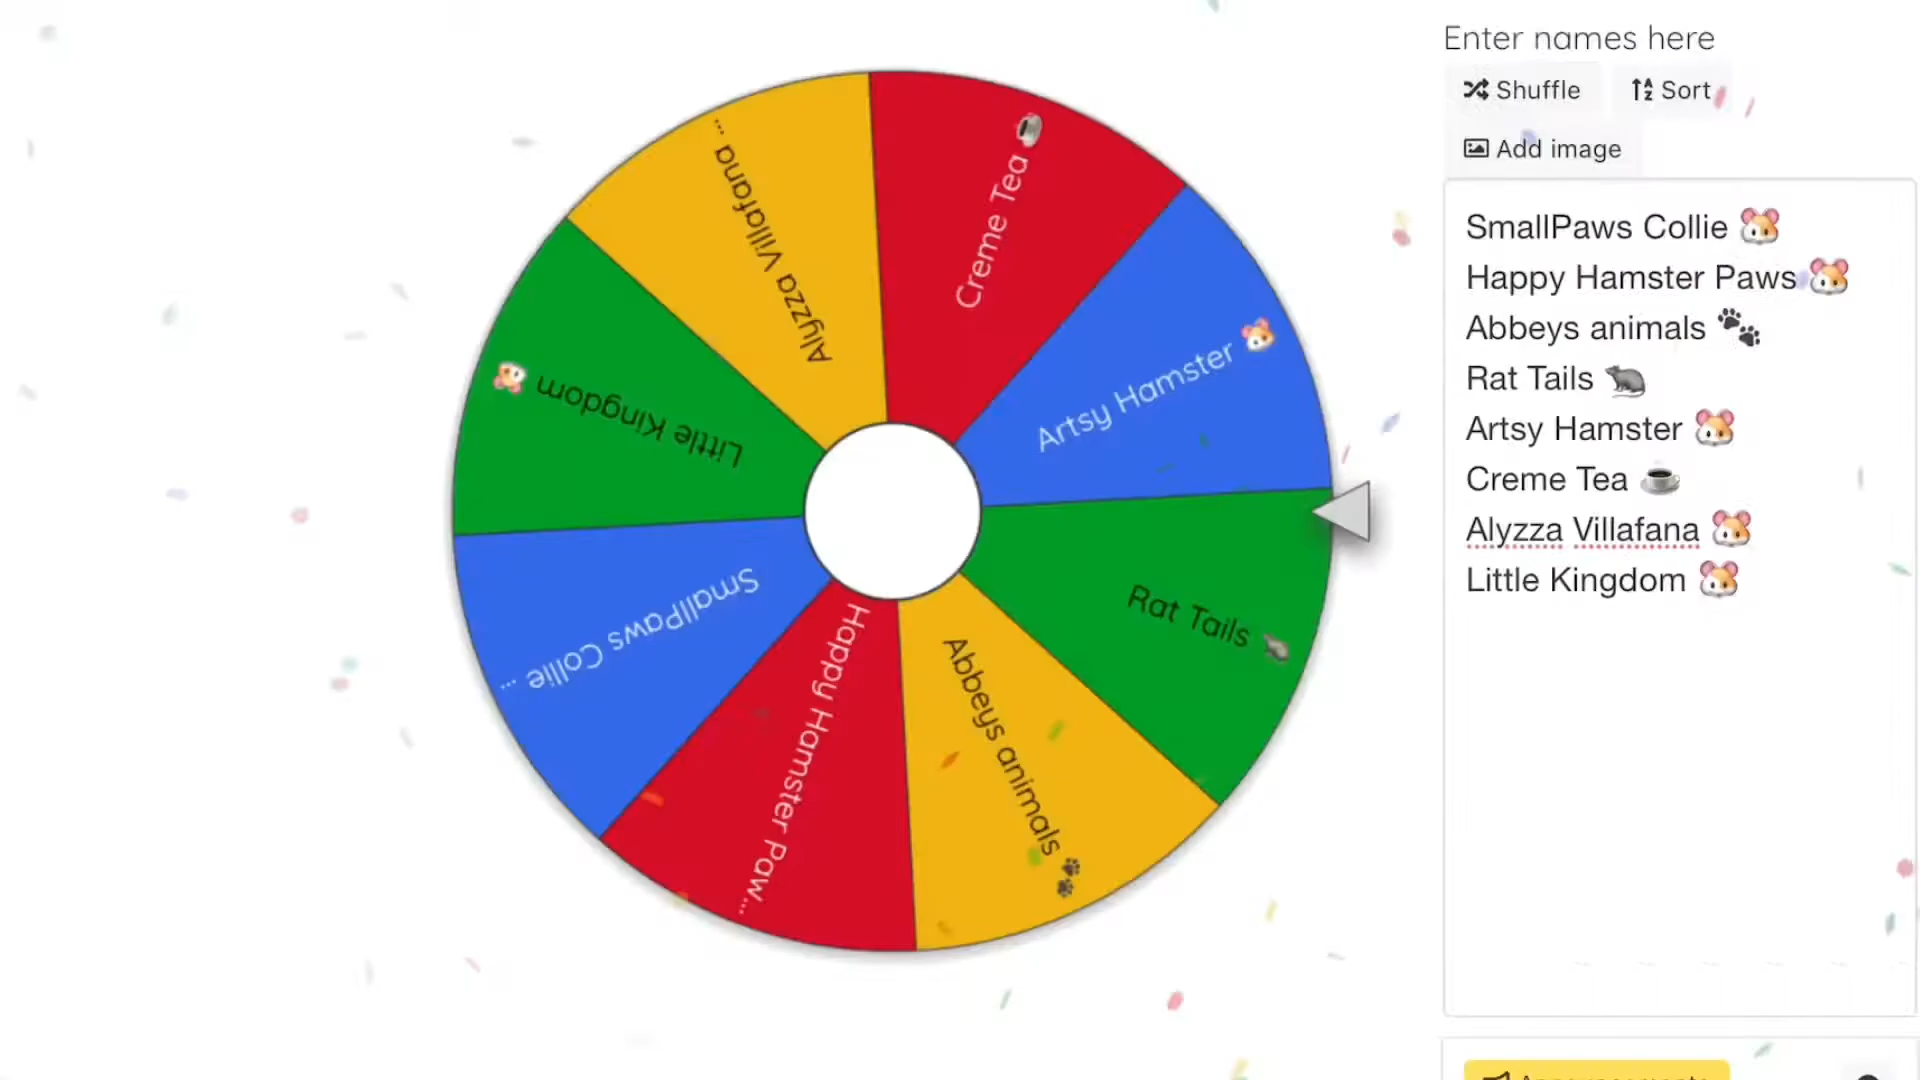 Enter names here
Shuffle
Sort
Add image
SmallPaws Collie 🐹
Happy Hamster Paws 🐹
Abbeys animals 🐾
Rat Tails 🐀
Artsy Hamster 🐹
Creme Tea ☕
Alyzza Villafana 🐹
Little Kingdom 🐹
Creme Tea ☕
Artsy Hamster 🐹
Rat Tails 🐀
Abbeys animals 🐾
Happy Hamster Paw...
SmallPaws Collie ...
Little Kingdom 🐹
Alyzza Villafana ...